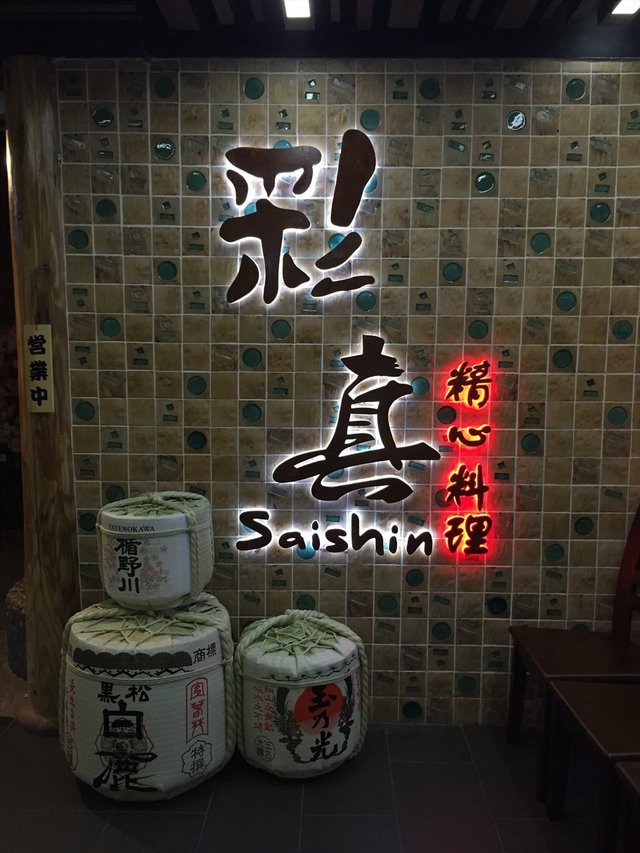 彩
真
Saishin
精心料理
営業中
TATENOKAWA
楯野川
商標
黒松
白鹿
特撰
玉乃光